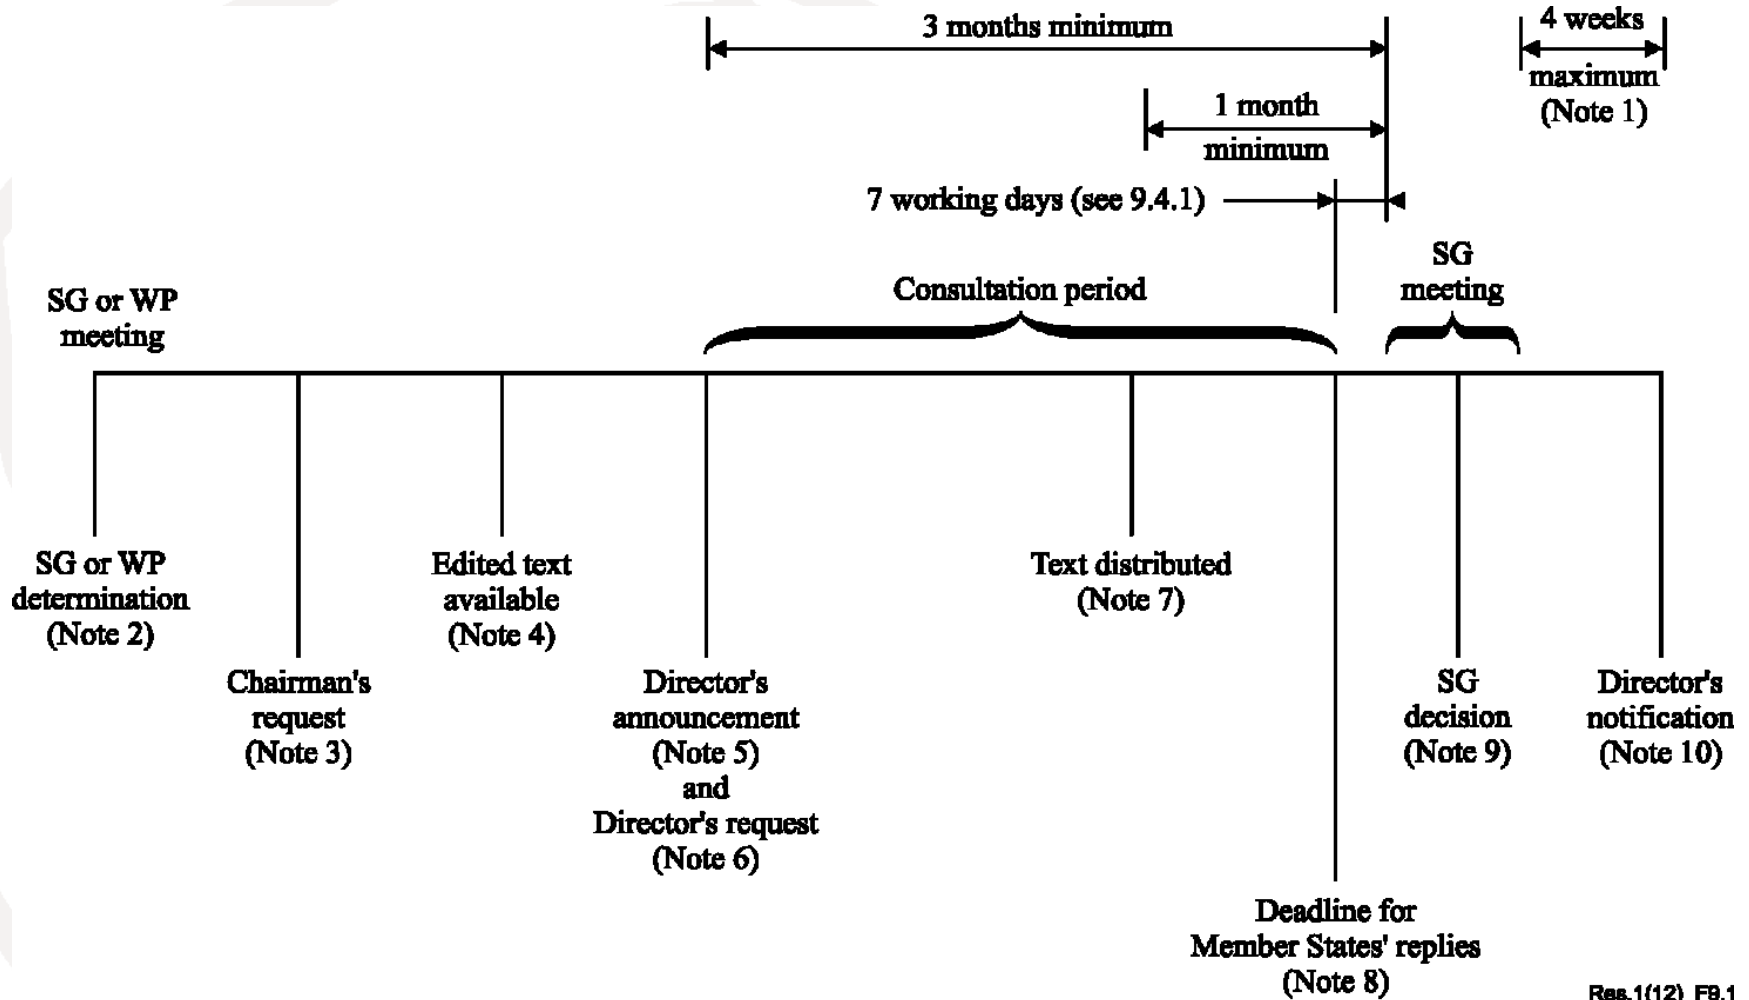 3 months minimum
4 weeks
maximum
(Note 1)
1 month
minimum
7 working days (see 9.4.1)
SG or WP
meeting
Consultation period
SG
meeting
SG or WP
determination
(Note 2)
Chairman's
request
(Note 3)
Edited text
available
(Note 4)
Director's
announcement
(Note 5)
and
Director's request
(Note 6)
Text distributed
(Note 7)
Deadline for
Member States' replies
(Note 8)
SG
decision
(Note 9)
Director's
notification
(Note 10)
Res.1(12)_F9.1